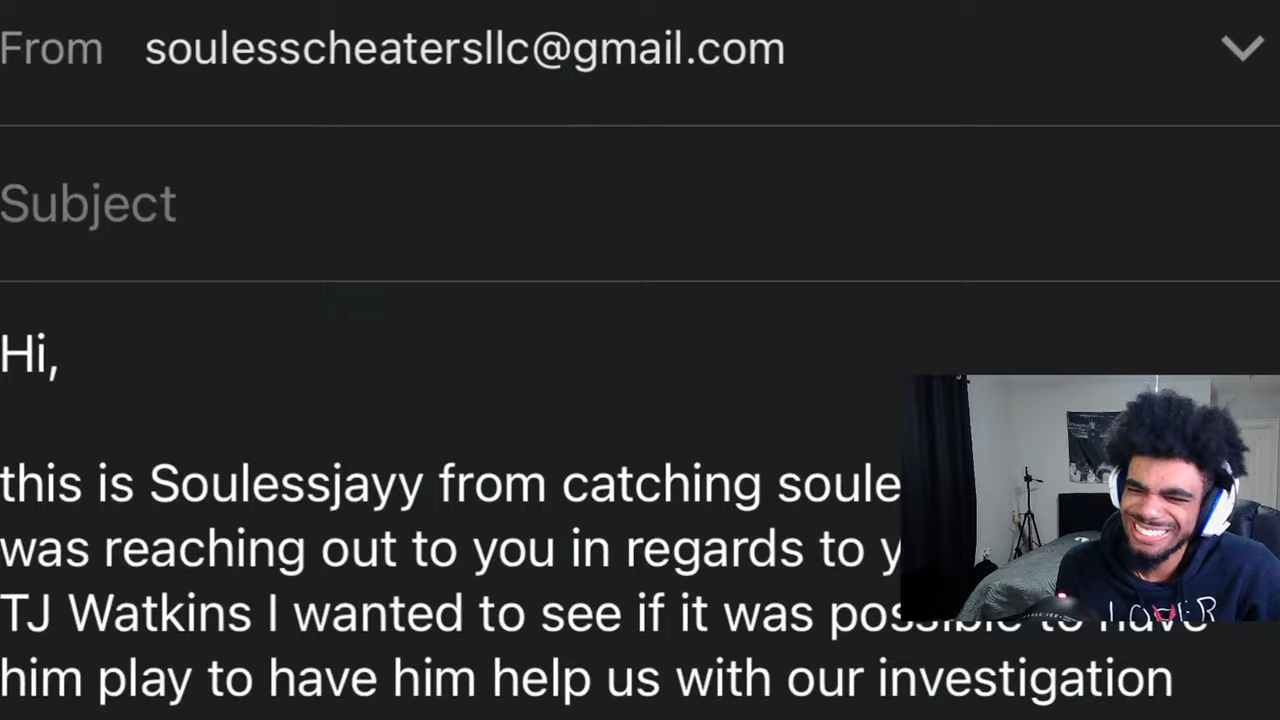 From soulesscheatersllc@gmail.com
Subject
Hi,
this is Soulessjayy from catching
was reaching out to you in regards to
TJ Watkins I wanted to see if it was possible to have
him play to have him help us with our investigation
LOVER